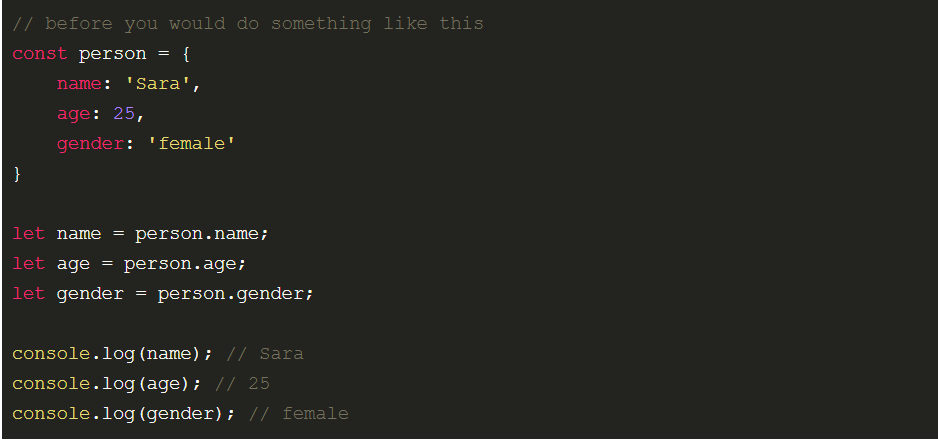 // before you would do something like this
const person = {
    name: 'Sara',
    age: 25,
    gender: 'female'
}

let name = person.name;
let age = person.age;
let gender = person.gender;

console.log(name); // Sara
console.log(age); // 25
console.log(gender); // female